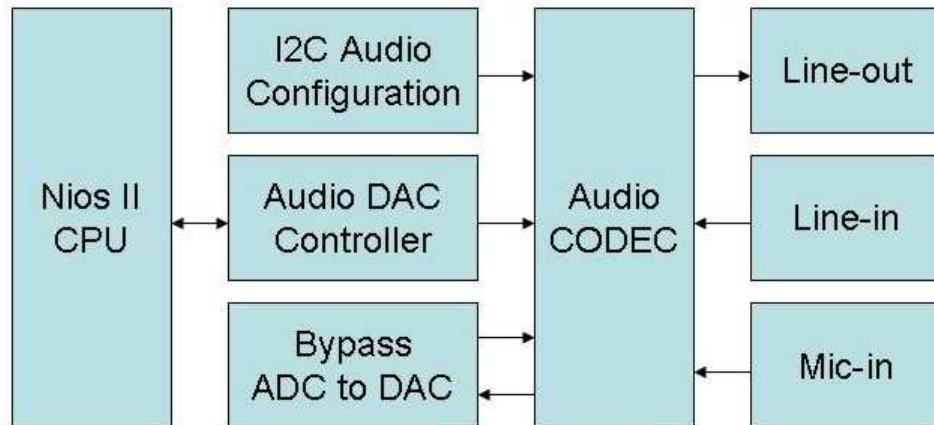 Nios II
CPU
I2C Audio
Configuration
Audio DAC
Controller
Bypass
ADC to DAC
Audio
CODEC
Line-out
Line-in
Mic-in